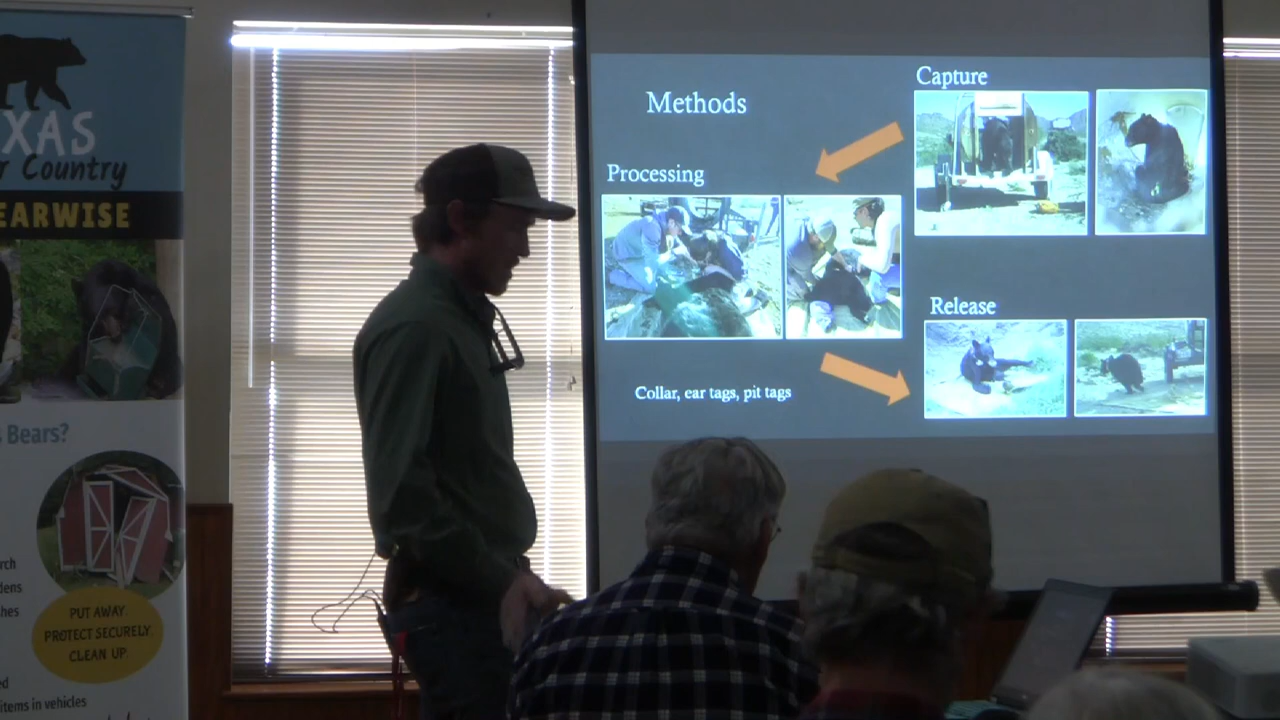 XAS
r Country
EARWISE
s Bears?
rch
dens
hes
PUT AWAY.
PROTECT SECURELY.
CLEAN UP.
ed
items in vehicles
Methods
Capture
Processing
Release
Collar, ear tags, pit tags